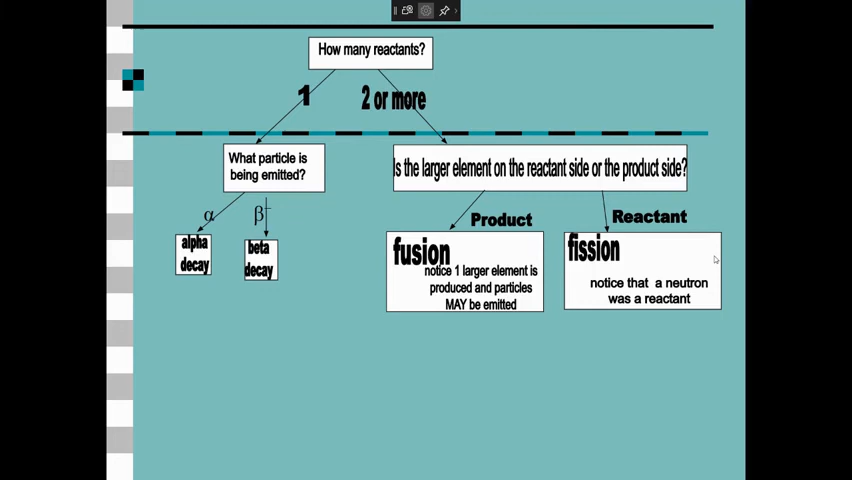 How many reactants?
1
2 or more
What particle is
being emitted?
Is the larger element on the reactant side or the product side?
α
β⁻
Product
Reactant
alpha
decay
beta
decay
fusion
notice 1 larger element is
produced and particles
MAY be emitted
fission
notice that a neutron
was a reactant